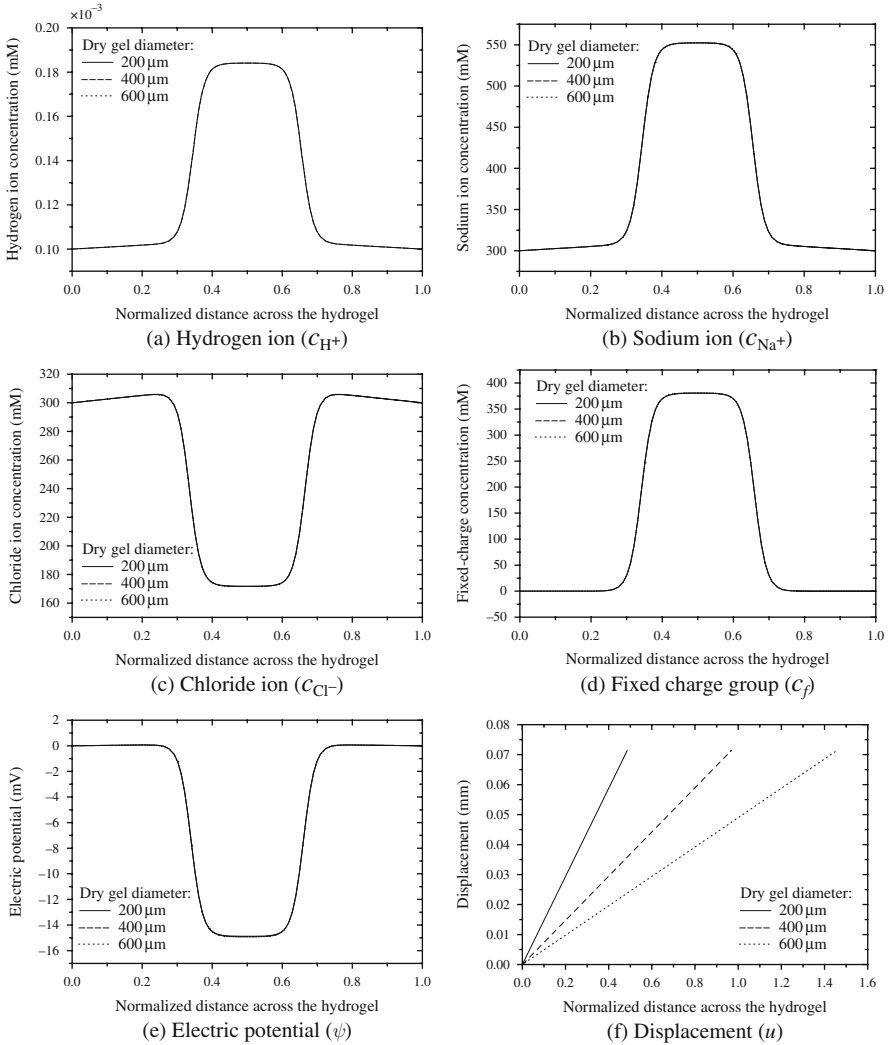 ×10⁻³
0.20
0.18
0.16
0.14
0.12
0.10
Hydrogen ion concentration (mM)
Dry gel diameter:
200 μm
400 μm
600 μm
0.0 0.2 0.4 0.6 0.8 1.0
Normalized distance across the hydrogel
(a) Hydrogen ion (cH+)
550
500
450
400
350
300
Sodium ion concentration (mM)
Dry gel diameter:
200 μm
400 μm
600 μm
0.0 0.2 0.4 0.6 0.8 1.0
Normalized distance across the hydrogel
(b) Sodium ion (cNa+)
320
300
280
260
240
220
200
180
160
Chloride ion concentration (mM)
Dry gel diameter:
200 μm
400 μm
600 μm
0.0 0.2 0.4 0.6 0.8 1.0
Normalized distance across the hydrogel
(c) Chloride ion (cCl−)
400
350
300
250
200
150
100
50
0
−50
Fixed-charge concentration (mM)
Dry gel diameter:
200 μm
400 μm
600 μm
0.0 0.2 0.4 0.6 0.8 1.0
Normalized distance across the hydrogel
(d) Fixed charge group (cf)
2
0
−2
−4
−6
−8
−10
−12
−14
−16
Electric potential (mV)
Dry gel diameter:
200 μm
400 μm
600 μm
0.0 0.2 0.4 0.6 0.8 1.0
Normalized distance across the hydrogel
(e) Electric potential (ψ)
0.08
0.07
0.06
0.05
0.04
0.03
0.02
0.01
0.00
Displacement (mm)
Dry gel diameter:
200 μm
400 μm
600 μm
0.0 0.2 0.4 0.6 0.8 1.0 1.2 1.4 1.6
Normalized distance across the hydrogel
(f) Displacement (u)